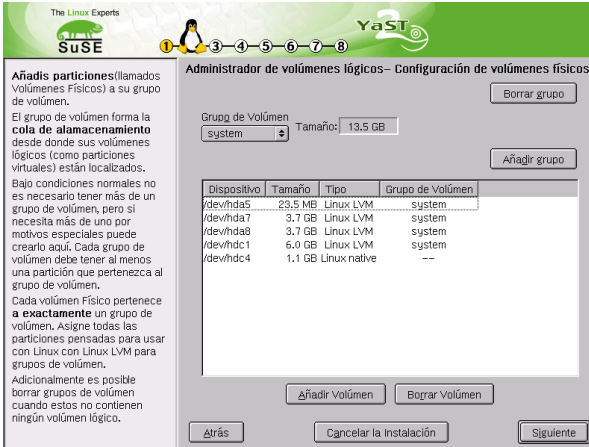 The Linux Experts
SuSE
YaST2
1 3 4 5 6 7 8
Añadis particiones(llamados
Volúmenes Físicos) a su grupo
de volúmen.
El grupo de volúmen forma la
cola de alamacenamiento
desde donde sus volúmenes
lógicos (como particiones
virtuales) están localizados.
Bajo condiciones normales no
es necesario tener más de un
grupo de volúmen, pero si
necesita más de uno por
motivos especiales puede
crearlo aquí. Cada grupo de
volúmen debe tener al menos
una partición que pertenezca al
grupo de volúmen.
Cada volúmen Físico pertenece
a exactamente un grupo de
volúmen. Asigne todas las
particiones pensadas para usar
con Linux con Linux LVM para
grupos de volúmen.
Adicionalmente es posible
borrar grupos de volúmen
cuando estos no contienen
ningún volúmen lógico.
Administrador de volúmenes lógicos– Configuración de volúmenes físicos
Borrar grupo
Grupo de Volúmen
system
Tamaño: 13.5 GB
Añadir grupo
Dispositivo Tamaño Tipo Grupo de Volúmen
/dev/hda5 23.5 MB Linux LVM system
/dev/hda7 3.7 GB Linux LVM system
/dev/hda8 3.7 GB Linux LVM system
/dev/hdc1 6.0 GB Linux LVM system
/dev/hdc4 1.1 GB Linux native --
Añadir Volúmen
Borrar Volúmen
Atrás
Cancelar la Instalación
Siguiente